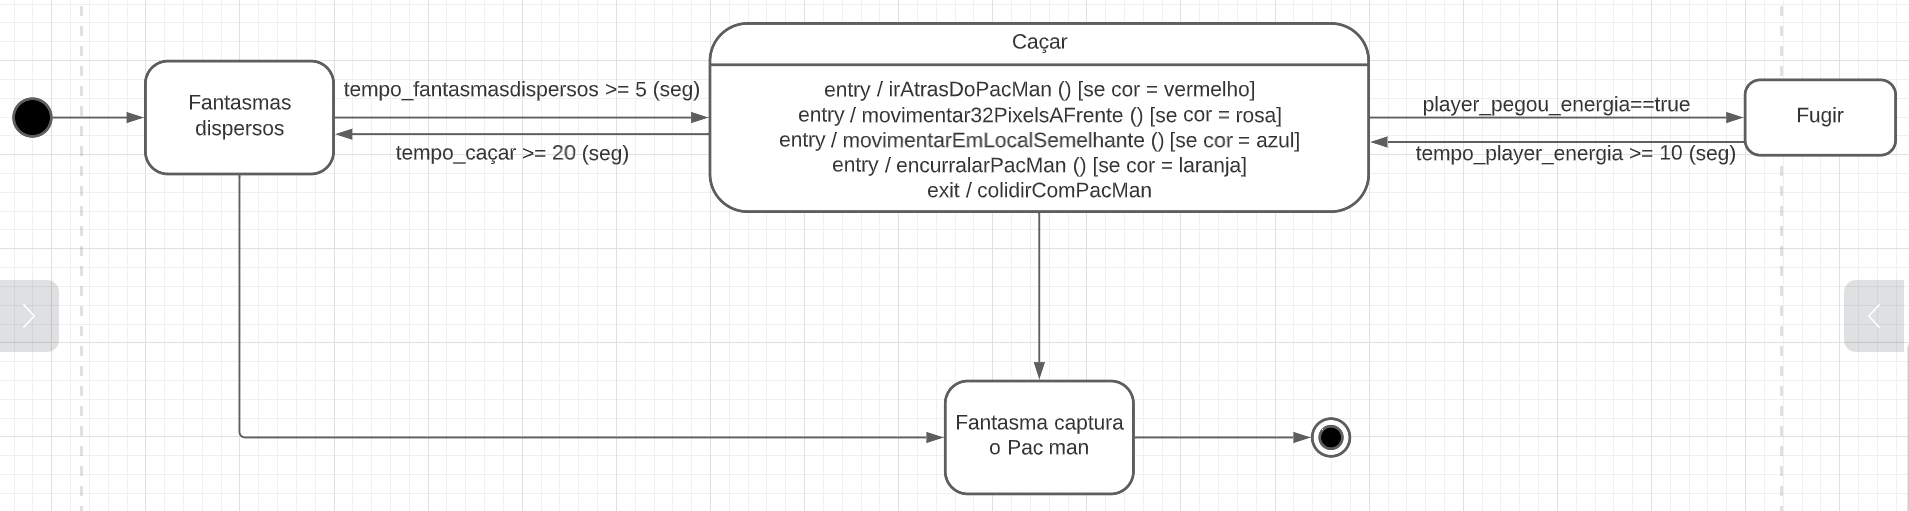 Fantasmas
dispersos
tempo_fantasmasdispersos >= 5 (seg)
tempo_caçar >= 20 (seg)
Caçar
entry / irAtrasDoPacMan () [se cor = vermelho]
entry / movimentar32PixelsAFrente () [se cor = rosa]
entry / movimentarEmLocalSemelhante () [se cor = azul]
entry / encurralarPacMan () [se cor = laranja]
exit / colidirComPacMan
player_pegou_energia==true
tempo_player_energia >= 10 (seg)
Fugir
Fantasma captura
o Pac man